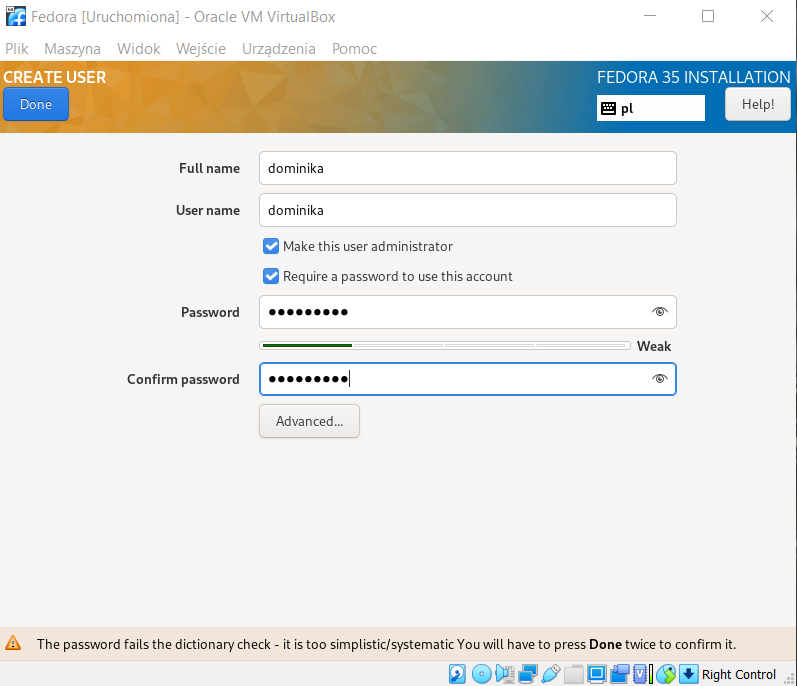 Fedora [Uruchomiona] - Oracle VM VirtualBox
Plik Maszyna Widok Wejście Urządzenia Pomoc
CREATE USER
FEDORA 35 INSTALLATION
Done
pl
Help!
Full name
dominika
User name
dominika
Make this user administrator
Require a password to use this account
Password
●●●●●●●●●
Weak
Confirm password
●●●●●●●●●
Advanced...
The password fails the dictionary check - it is too simplistic/systematic You will have to press Done twice to confirm it.
Right Control